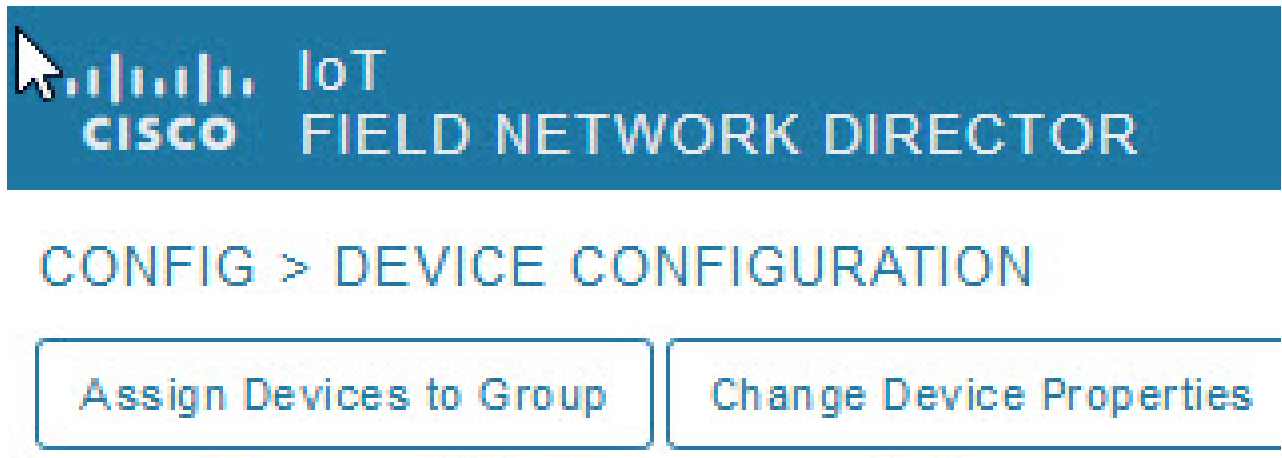 IoT
CISCO FIELD NETWORK DIRECTOR
CONFIG > DEVICE CONFIGURATION
Assign Devices to Group Change Device Properties